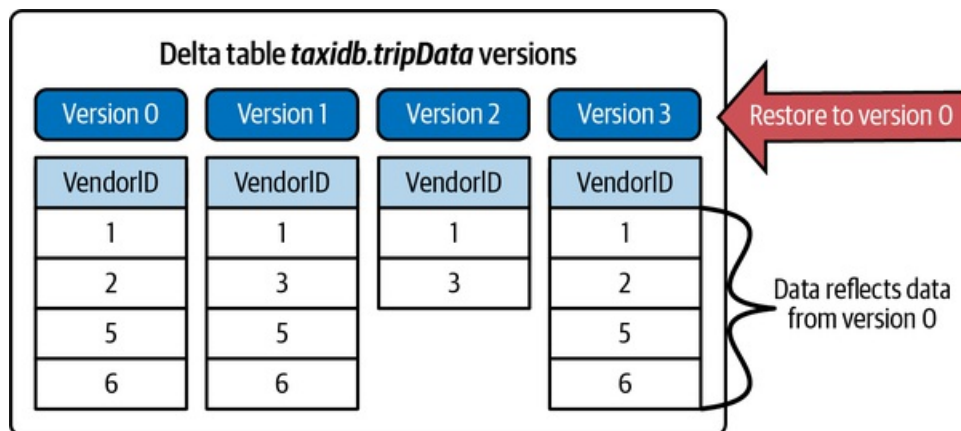 Delta table taxidb.tripData versions
Version 0
Version 1
Version 2
Version 3
Restore to version 0
VendorID
VendorID
VendorID
VendorID
1
1
1
1
2
3
3
2
5
5
5
6
6
6
Data reflects data
from version 0